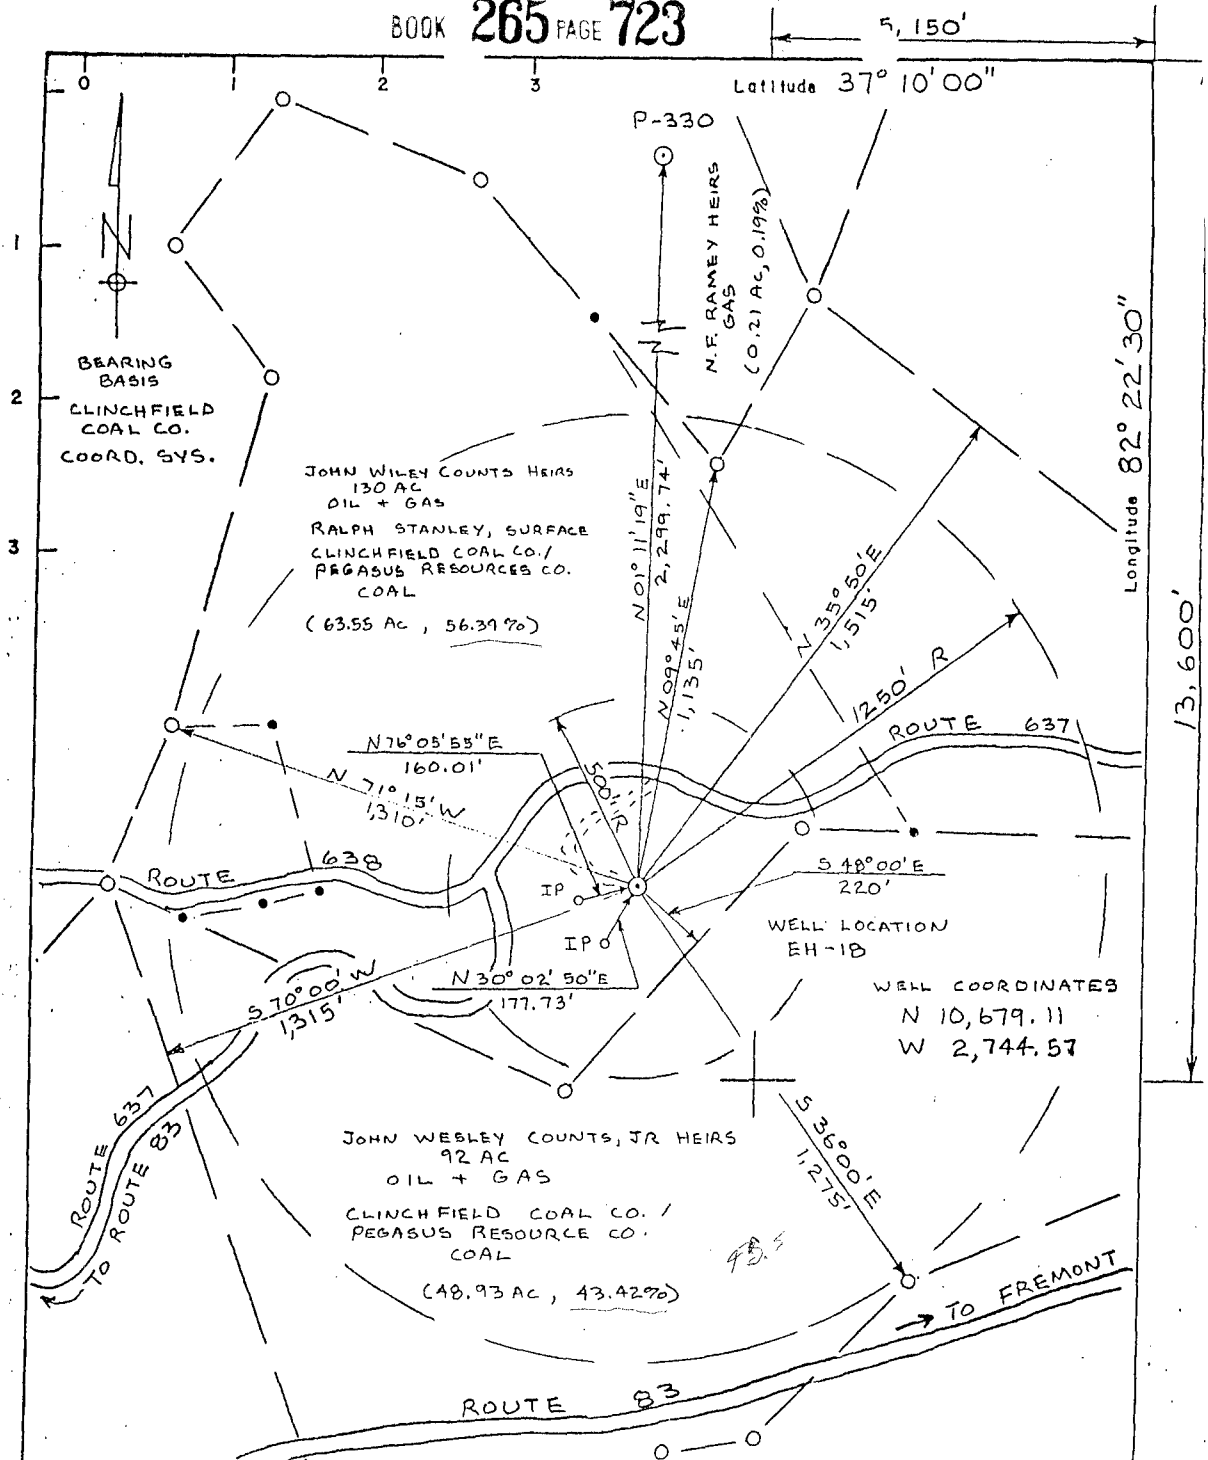 BOOK 265 PAGE 723
5,150'
0 1 2 3
Latitude 37° 10' 00"
P-330
N
1
2
3
BEARING
BASIS
CLINCHFIELD
COAL CO.
COORD. SYS.
N.F. RAMEY HEIRS
GAS
(0.21 AC, 0.19%)
Longitude 82° 22' 30"
13,600'
JOHN WILEY COUNTS HEIRS
130 AC
OIL + GAS
RALPH STANLEY, SURFACE
CLINCHFIELD COAL CO./
PEGASUS RESOURCES CO.
COAL
(63.55 AC, 56.39%)
N 01° 11' 19" E
2,299.74'
N 09° 45' E
1,135'
N 35° 50' E
1,515'
1250' R
ROUTE 637
N 76° 05' 55" E
160.01'
N 71° 15' W
1,310'
500' R
ROUTE 638
S 48° 00' E
220'
IP
IP
WELL LOCATION
EH-18
N 30° 02' 50" E
177.73'
S 70° 00' W
1,315'
WELL COORDINATES
N 10,679.11
W 2,744.57
ROUTE 637
TO ROUTE 83
S 36° 00' E
1,275'
JOHN WESLEY COUNTS, JR HEIRS
92 AC
OIL + GAS
CLINCHFIELD COAL CO. /
PEGASUS RESOURCE CO.
COAL
(48.93 AC, 43.42%)
TO FREMONT
ROUTE 83